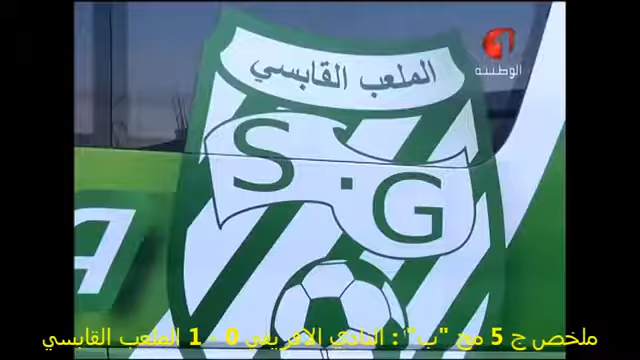 الملعب القابسي
الوطنية
S.G
A
ملخص ج 5 مج "ب" : النادي الافريقي 0 - 1 الملعب القابسي